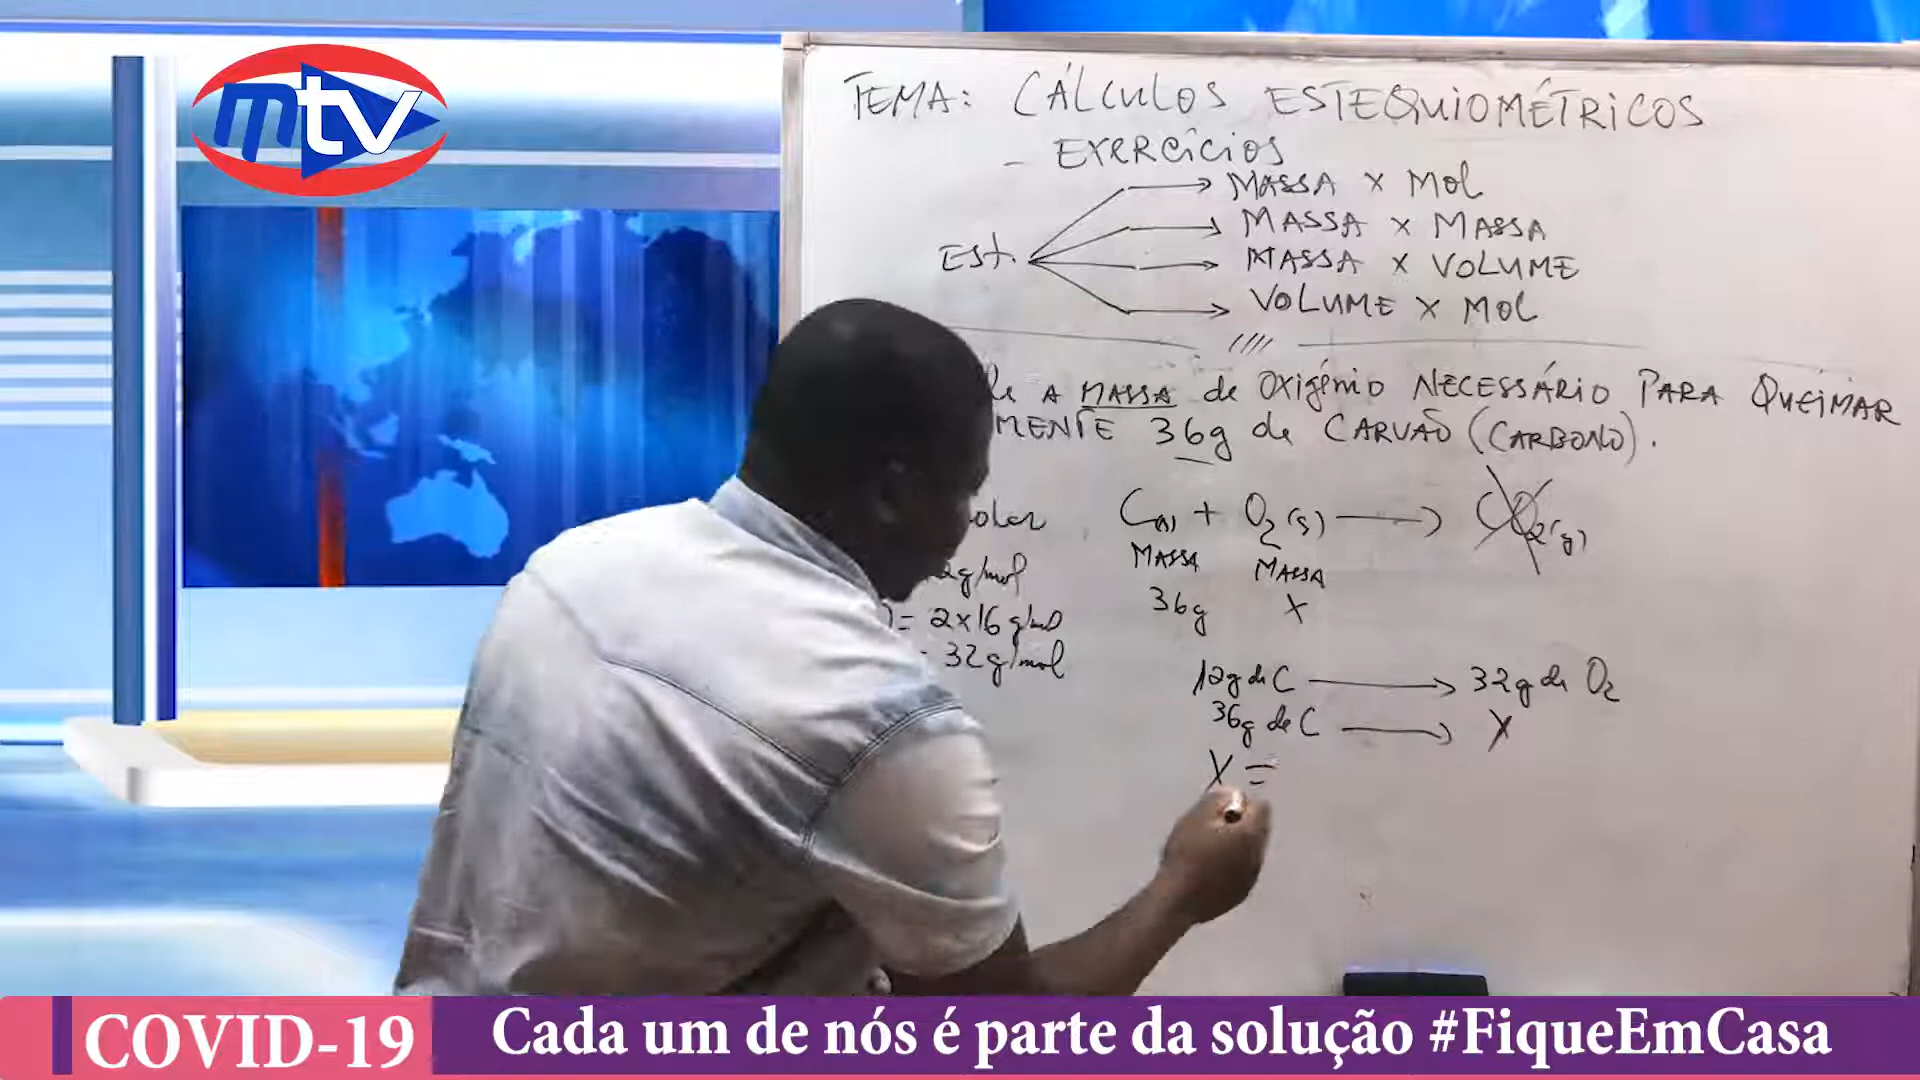 mtv
TEMA: CÁLCULOS ESTEQUIOMÉTRICOS
- EXERCÍCIOS
Est.
MASSA X MOL
MASSA X MASSA
MASSA X VOLUME
VOLUME X MOL
A MASSA de OXIGÉNIO NECESSÁRIO PARA QUEIMAR
MENTE 36g de CARVÃO (CARBONO).
C(s) + O2(g) → CO2(g)
MASSA MASSA
36g X
g/mol
= 2x16 g/mol
= 32g/mol
12g de C → 32g de O2
36g de C → X
X =
COVID-19
Cada um de nós é parte da solução #FiqueEmCasa